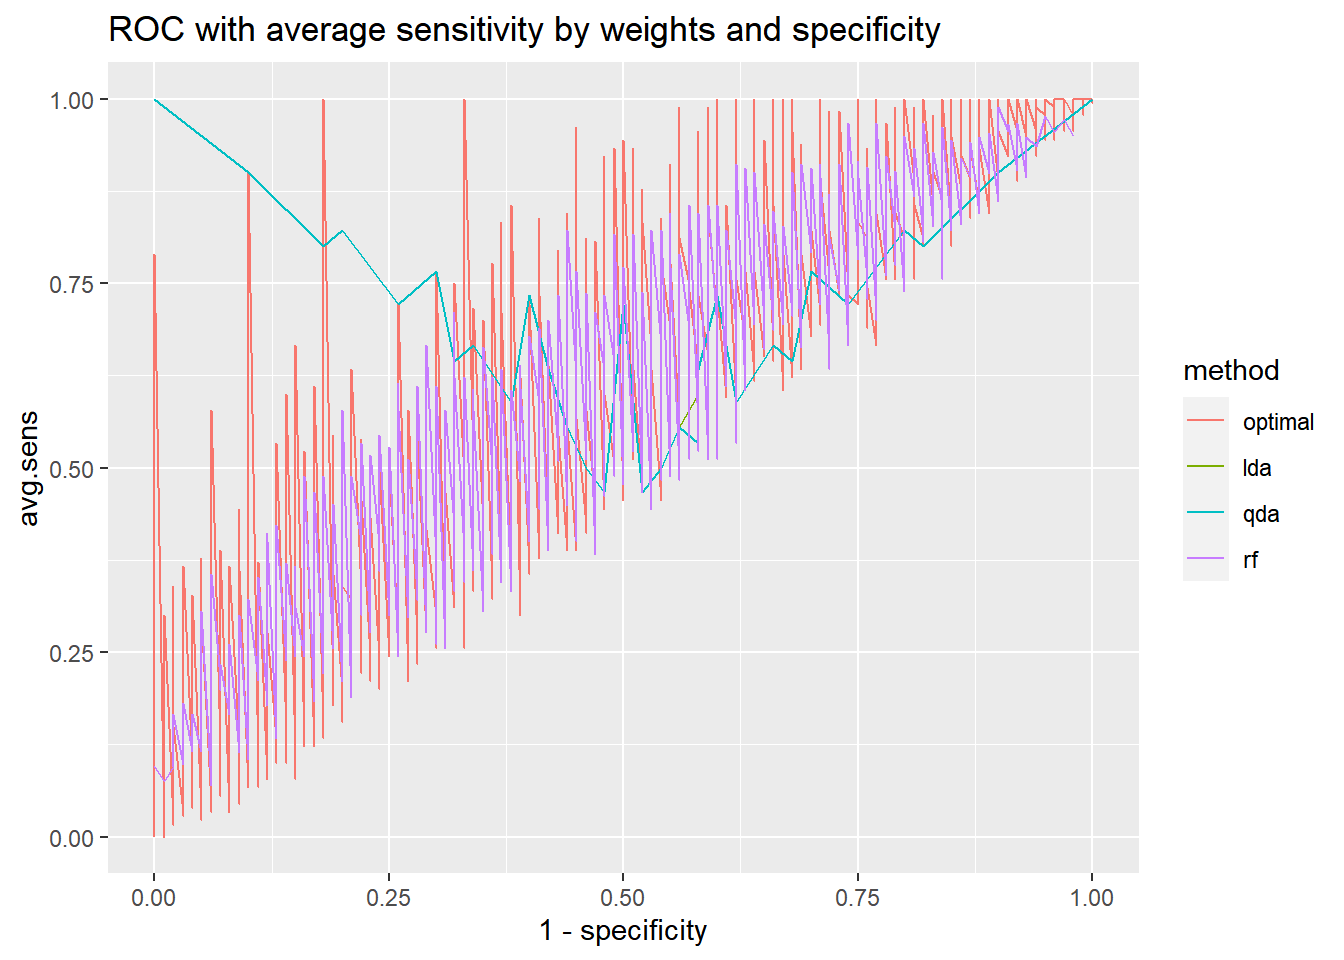 ROC with average sensitivity by weights and specificity
1.00
0.75
0.50
0.25
0.00
avg.sens
0.00 0.25 0.50 0.75 1.00
1 - specificity
method
optimal
lda
qda
rf